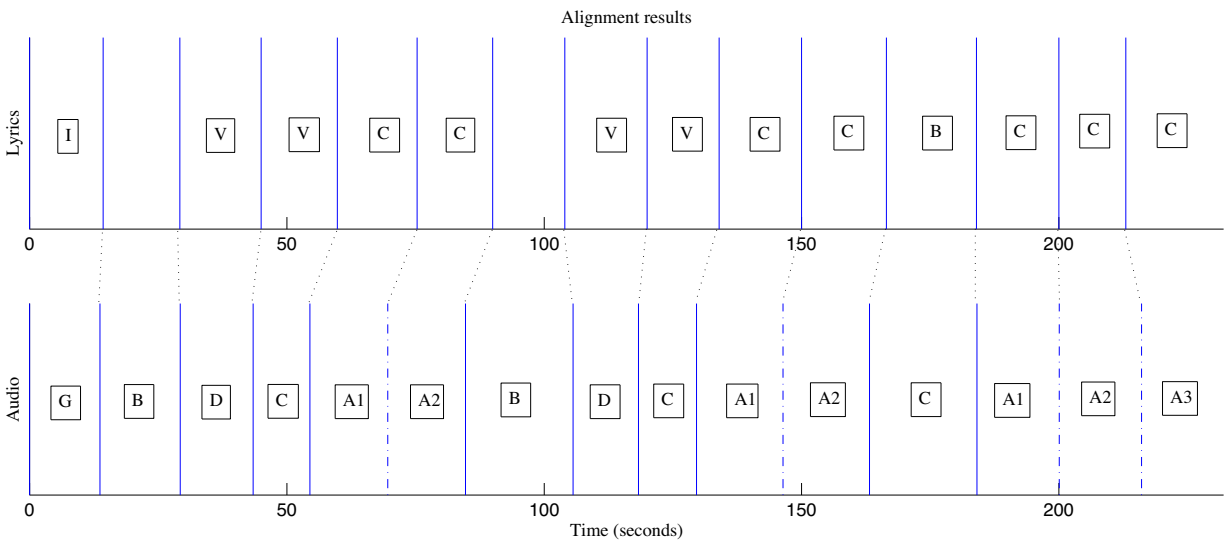 Alignment results
Lyrics
I V V C C V V C C B C C C
0 50 100 150 200
Audio
G B D C A1 A2 B D C A1 A2 C A1 A2 A3
0 50 100 150 200
Time (seconds)